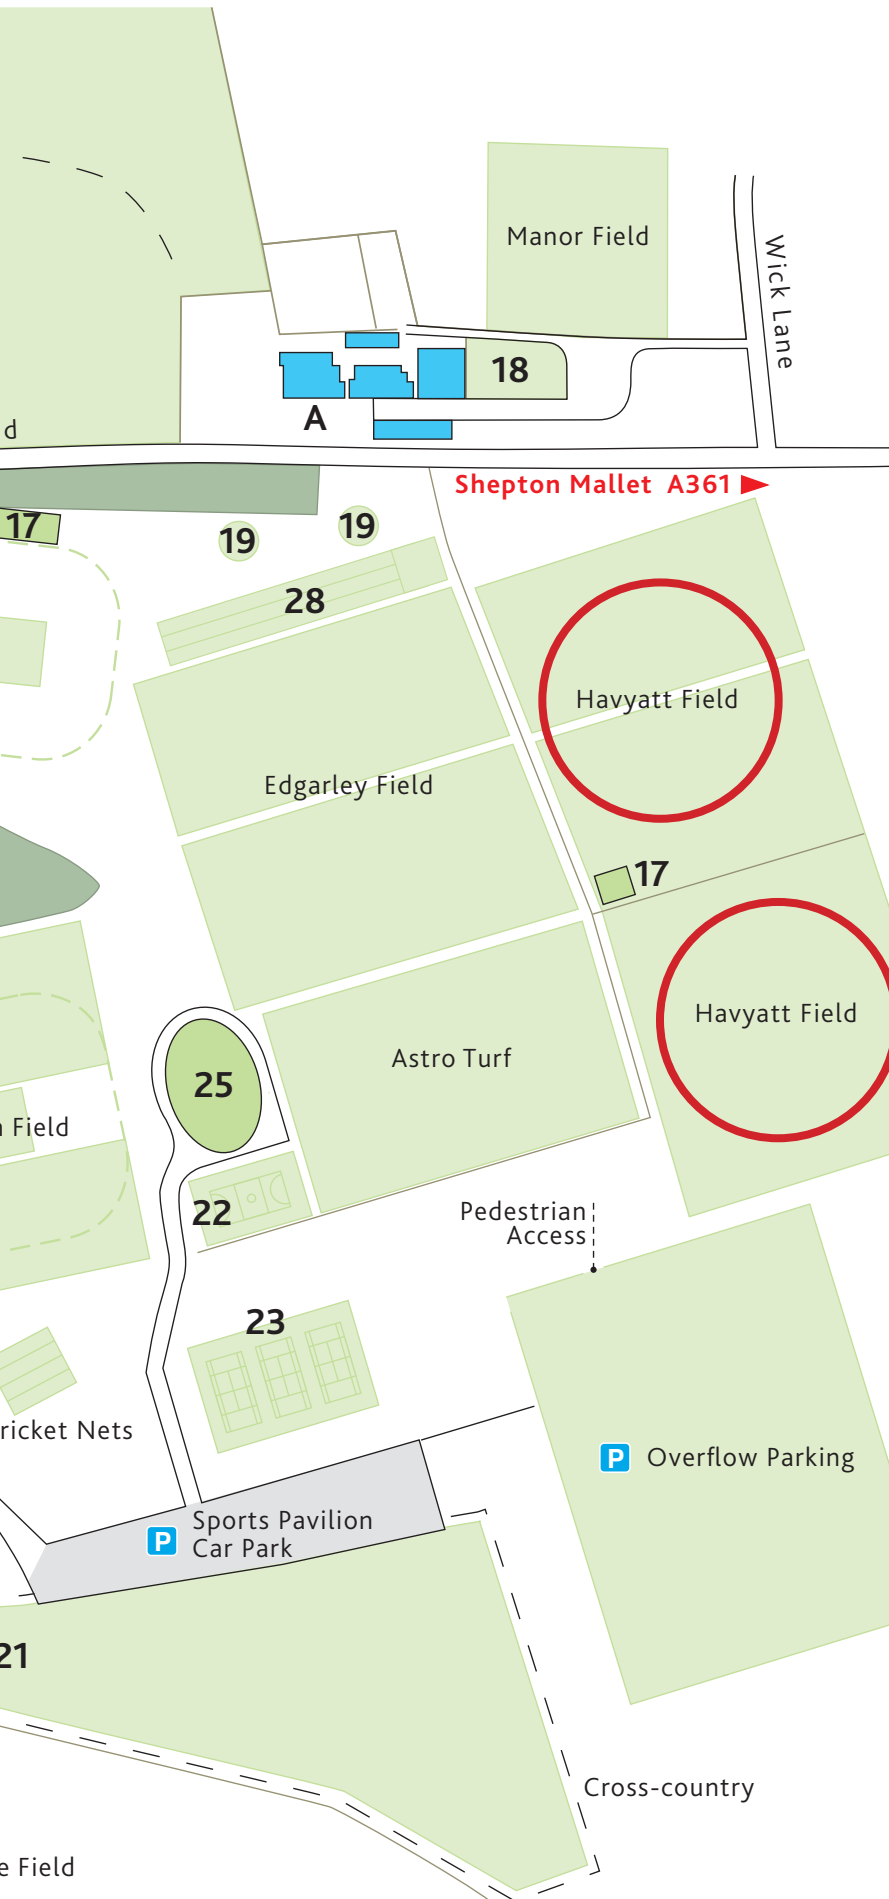 Manor Field
Wick Lane
18
A
d
Shepton Mallet A361
17
19
19
28
Havyatt Field
Edgarley Field
17
Havyatt Field
Astro Turf
25
Field
22
Pedestrian
Access
23
ricket Nets
P Overflow Parking
P Sports Pavilion
Car Park
21
Cross-country
e Field